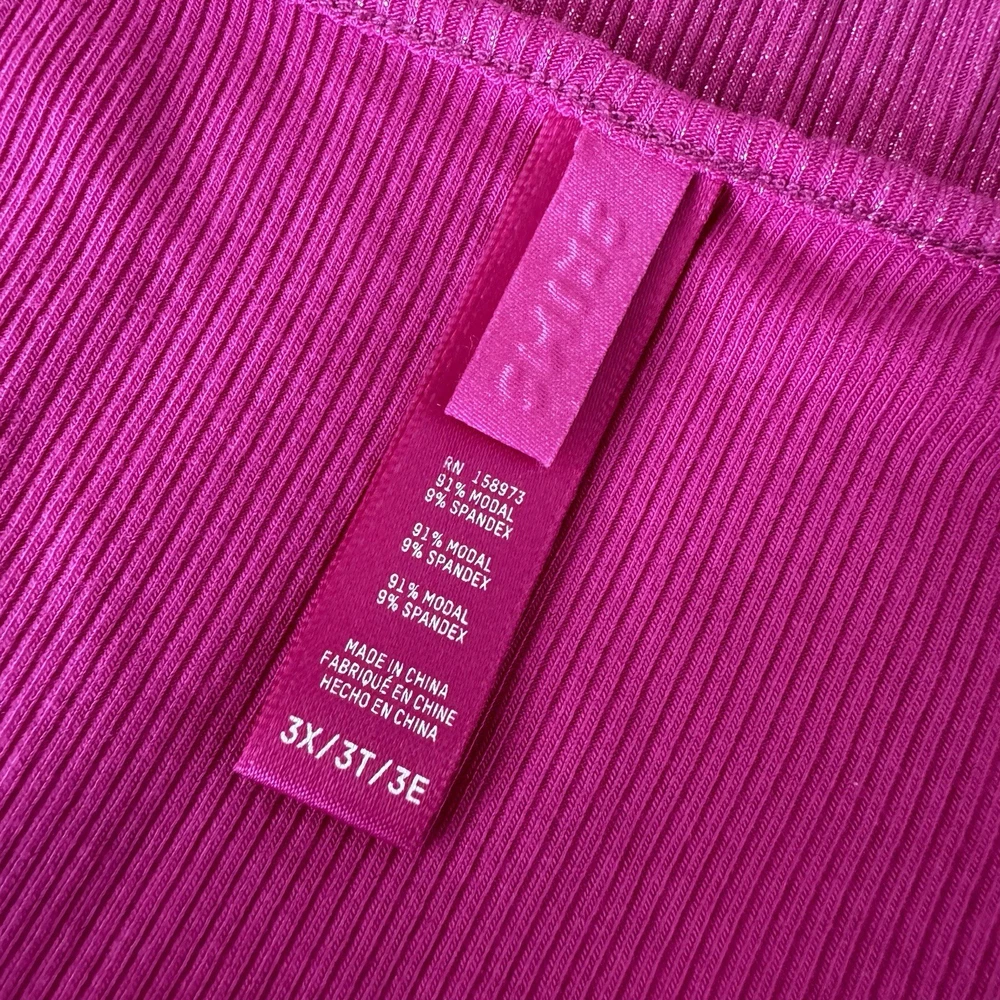 SKIMS
RN 158973
91% MODAL
9% SPANDEX
91% MODAL
9% SPANDEX
91% MODAL
9% SPANDEX
MADE IN CHINA
FABRIQUÉ EN CHINE
HECHO EN CHINA
3X/3T/3E